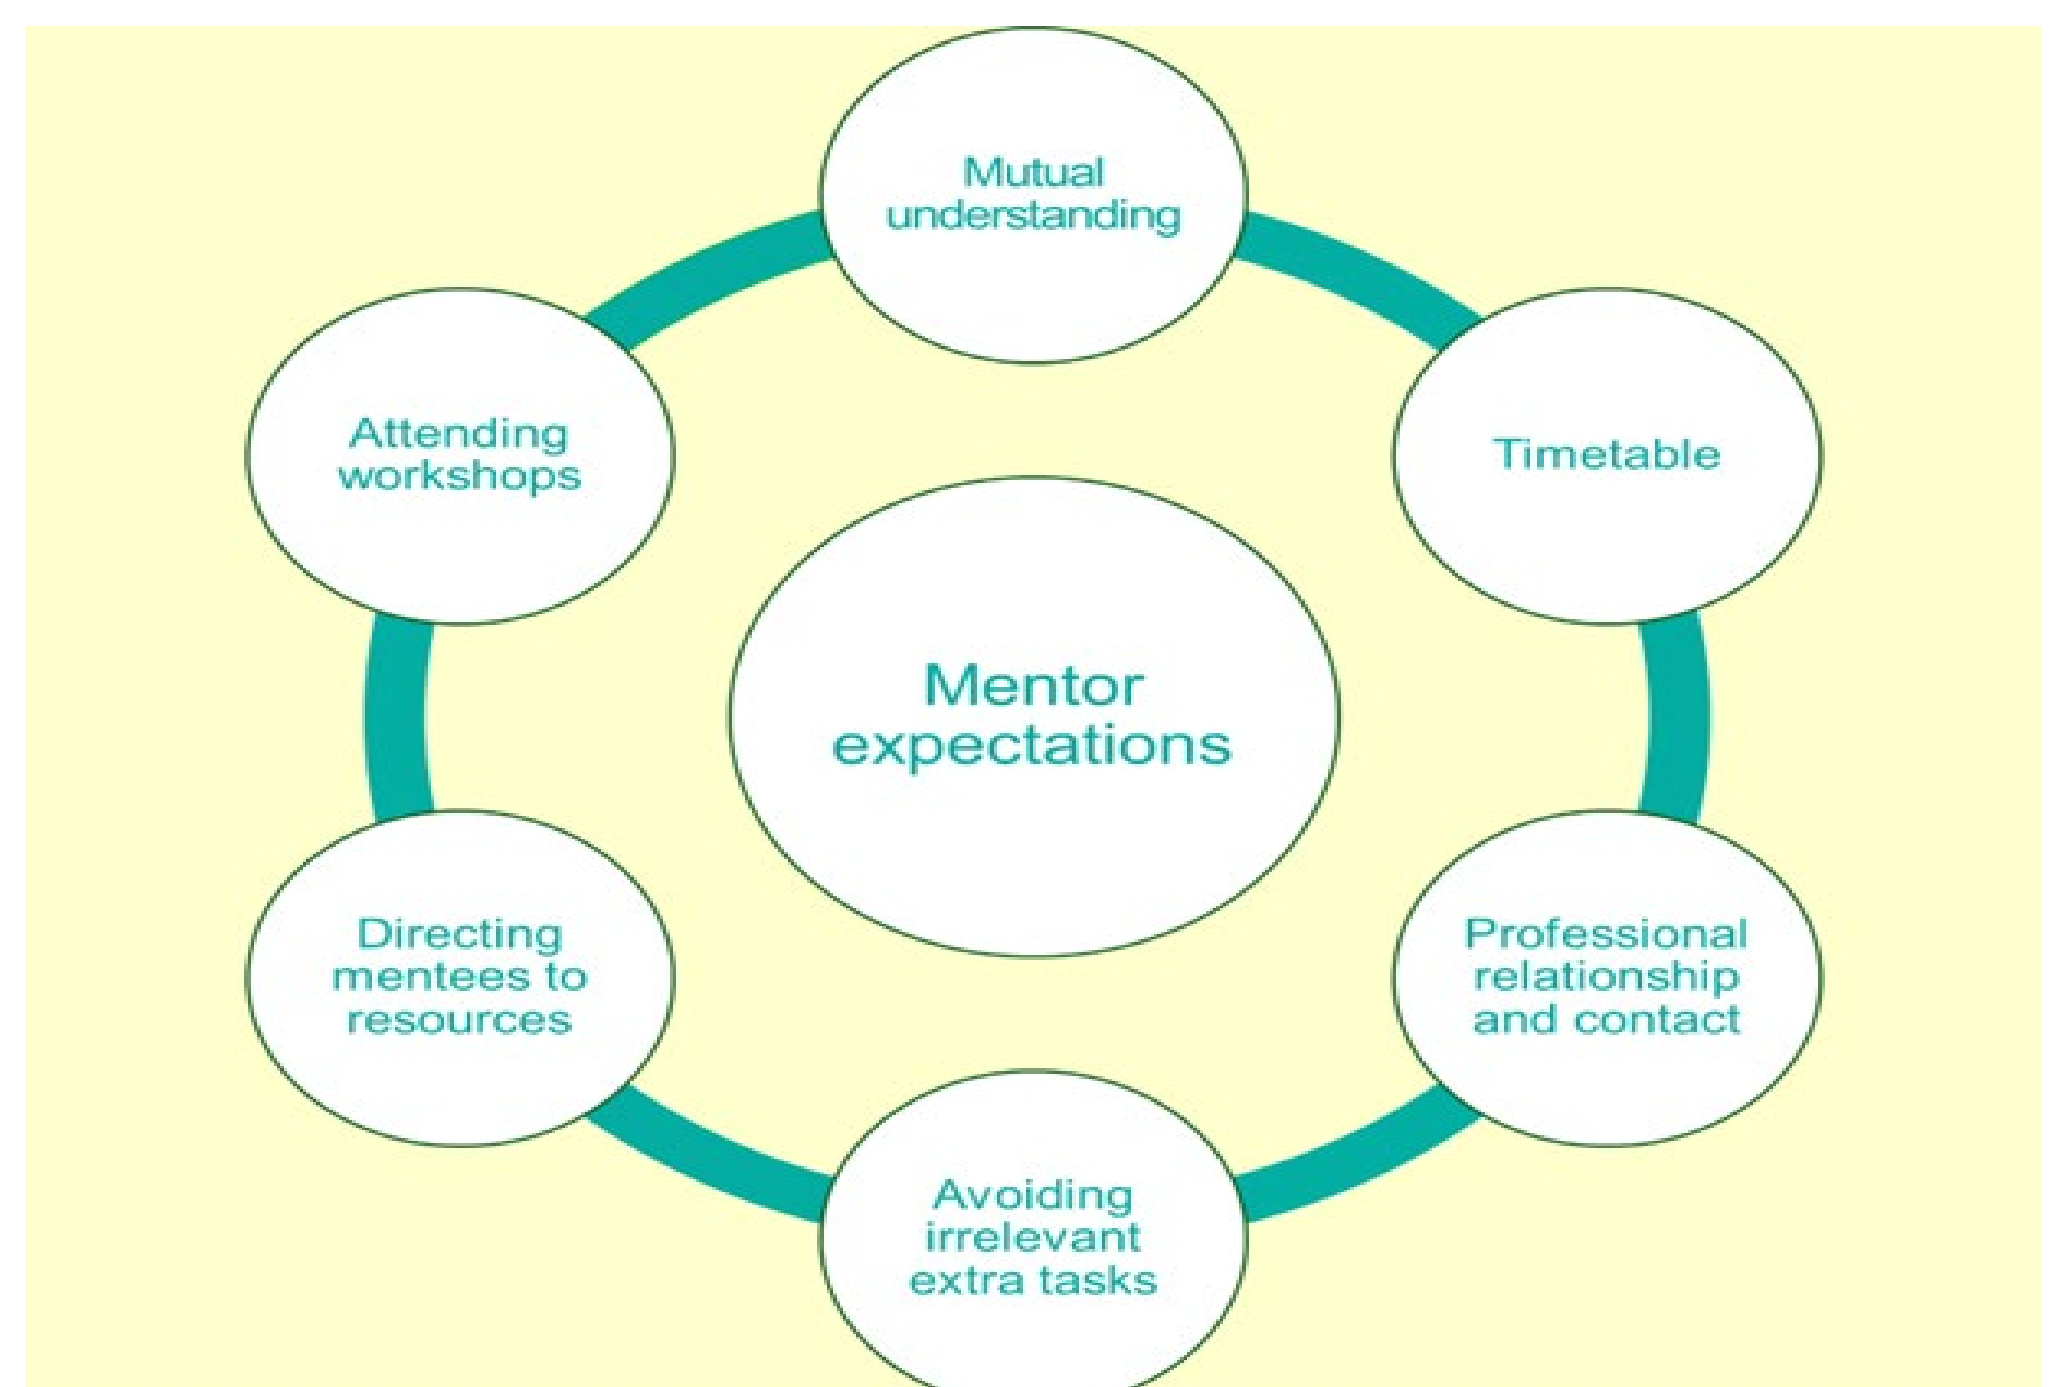 Mutual
understanding
Timetable
Professional
relationship
and contact
Avoiding
irrelevant
extra tasks
Directing
mentees to
resources
Attending
workshops
Mentor
expectations